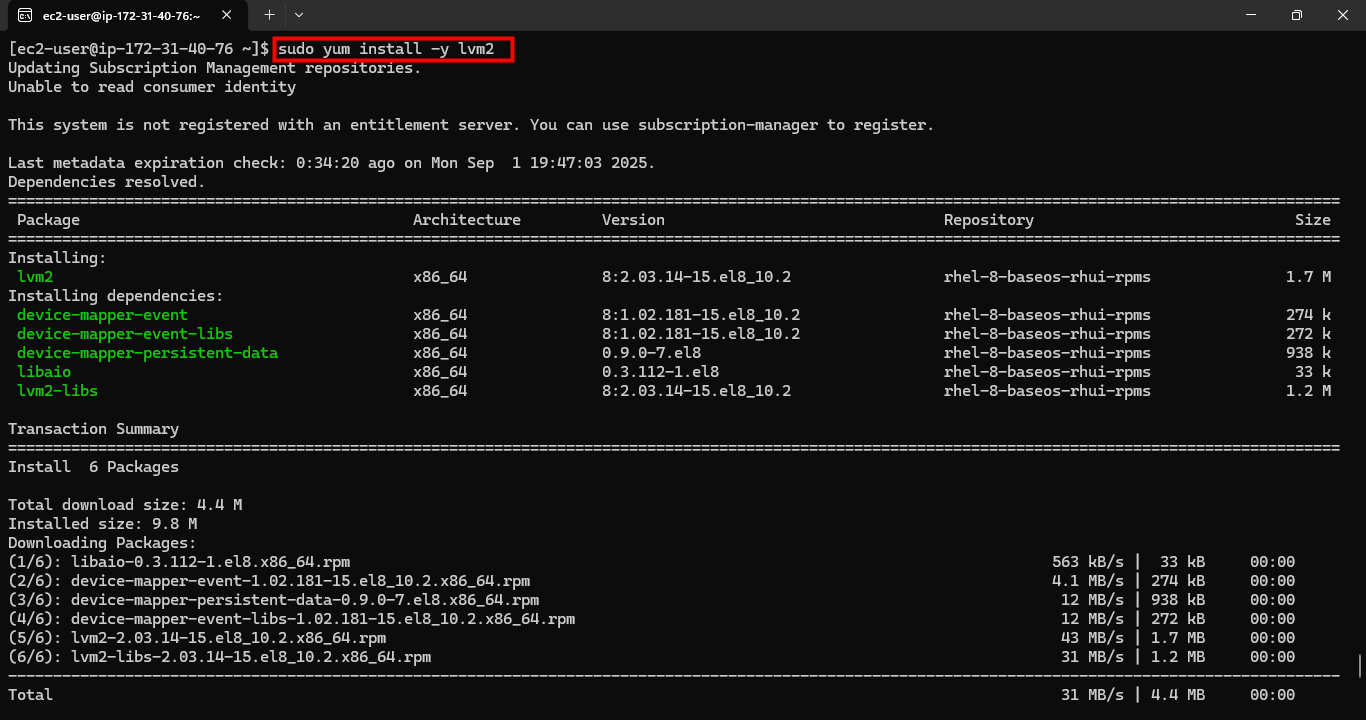 ec2-user@ip-172-31-40-76:~
[ec2-user@ip-172-31-40-76 ~]$ sudo yum install -y lvm2
Updating Subscription Management repositories.
Unable to read consumer identity
This system is not registered with an entitlement server. You can use subscription-manager to register.
Last metadata expiration check: 0:34:20 ago on Mon Sep  1 19:47:03 2025.
Dependencies resolved.
Package Architecture Version Repository Size
Installing:
lvm2 x86_64 8:2.03.14-15.el8_10.2 rhel-8-baseos-rhui-rpms 1.7 M
Installing dependencies:
device-mapper-event x86_64 8:1.02.181-15.el8_10.2 rhel-8-baseos-rhui-rpms 274 k
device-mapper-event-libs x86_64 8:1.02.181-15.el8_10.2 rhel-8-baseos-rhui-rpms 272 k
device-mapper-persistent-data x86_64 0.9.0-7.el8 rhel-8-baseos-rhui-rpms 938 k
libaio x86_64 0.3.112-1.el8 rhel-8-baseos-rhui-rpms 33 k
lvm2-libs x86_64 8:2.03.14-15.el8_10.2 rhel-8-baseos-rhui-rpms 1.2 M
Transaction Summary
Install  6 Packages
Total download size: 4.4 M
Installed size: 9.8 M
Downloading Packages:
(1/6): libaio-0.3.112-1.el8.x86_64.rpm 563 kB/s |  33 kB 00:00
(2/6): device-mapper-event-1.02.181-15.el8_10.2.x86_64.rpm 4.1 MB/s | 274 kB 00:00
(3/6): device-mapper-persistent-data-0.9.0-7.el8.x86_64.rpm 12 MB/s | 938 kB 00:00
(4/6): device-mapper-event-libs-1.02.181-15.el8_10.2.x86_64.rpm 12 MB/s | 272 kB 00:00
(5/6): lvm2-2.03.14-15.el8_10.2.x86_64.rpm 43 MB/s | 1.7 MB 00:00
(6/6): lvm2-libs-2.03.14-15.el8_10.2.x86_64.rpm 31 MB/s | 1.2 MB 00:00
Total 31 MB/s | 4.4 MB 00:00